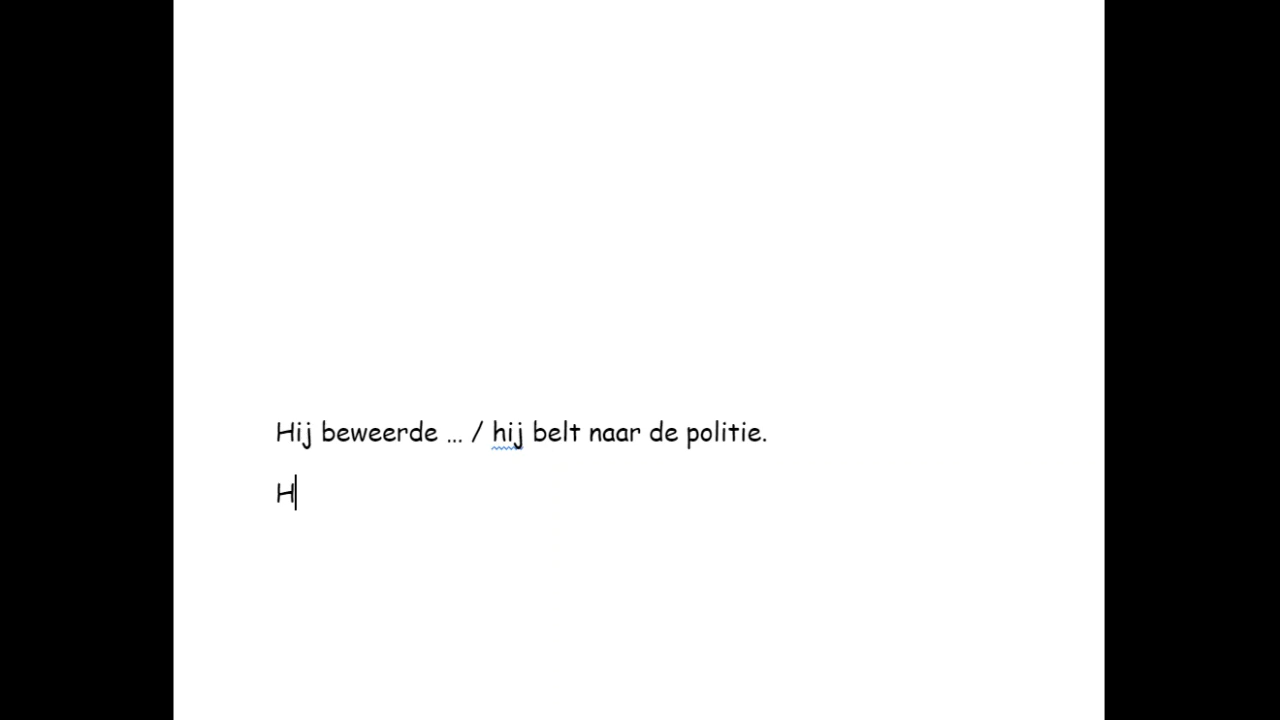 Hij beweerde ... / hij belt naar de politie.
H